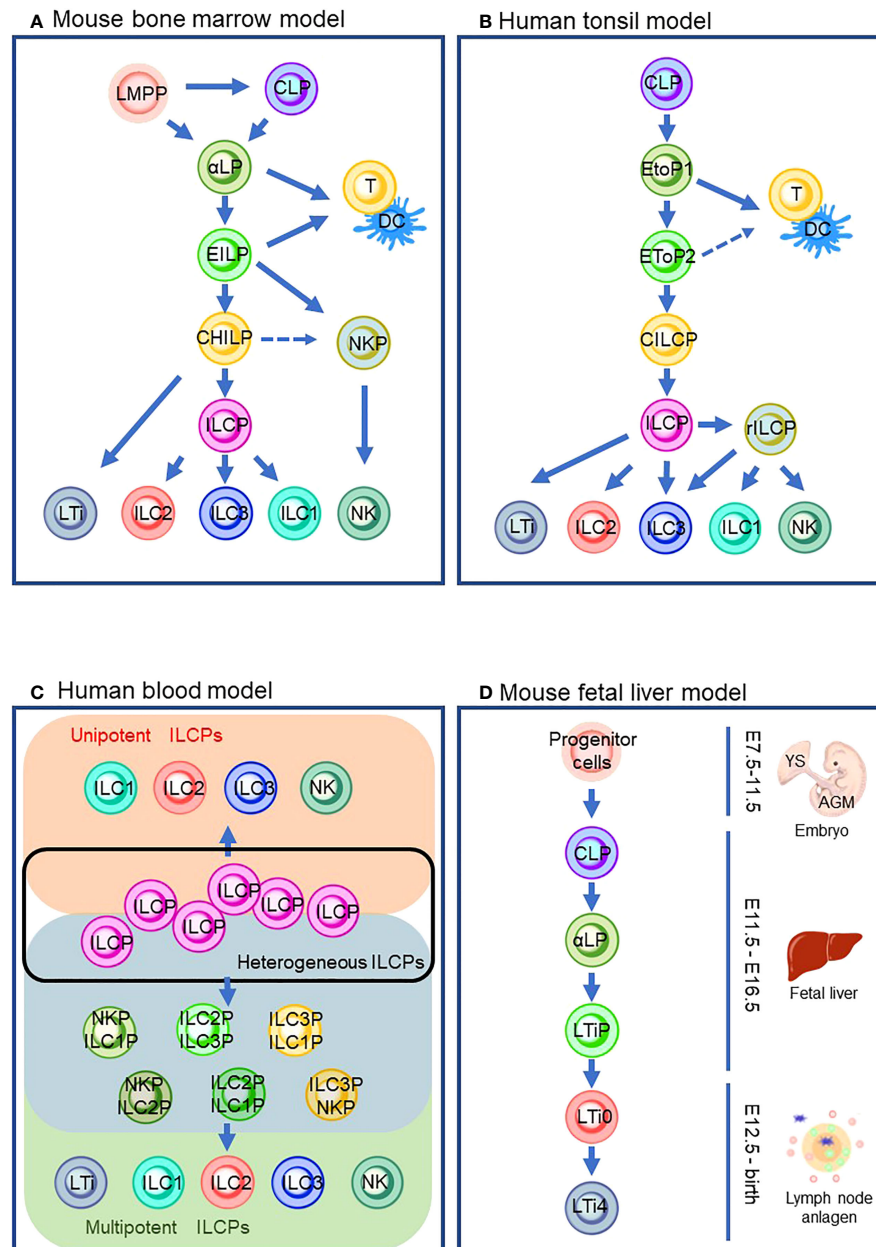 A Mouse bone marrow model
LMPP
CLP
αLP
T
DC
EILP
CHILP
NKP
ILCP
LTi
ILC2
ILC3
ILC1
NK
B Human tonsil model
CLP
EtoP1
T
DC
EToP2
CILCP
ILCP
rILCP
LTi
ILC2
ILC3
ILC1
NK
C Human blood model
Unipotent ILCPs
ILC1
ILC2
ILC3
NK
ILCP
ILCP
ILCP
ILCP
ILCP
ILCP
Heterogeneous ILCPs
NKP
ILC1P
ILC2P
ILC3P
ILC3P
ILC1P
NKP
ILC2P
ILC2P
ILC1P
ILC3P
NKP
LTi
ILC1
ILC2
ILC3
NK
Multipotent ILCPs
D Mouse fetal liver model
Progenitor
cells
CLP
αLP
LTiP
LTi0
LTi4
E7.5-11.5
YS
AGM
Embryo
E11.5 - E16.5
Fetal liver
E12.5 - birth
Lymph node
anlagen